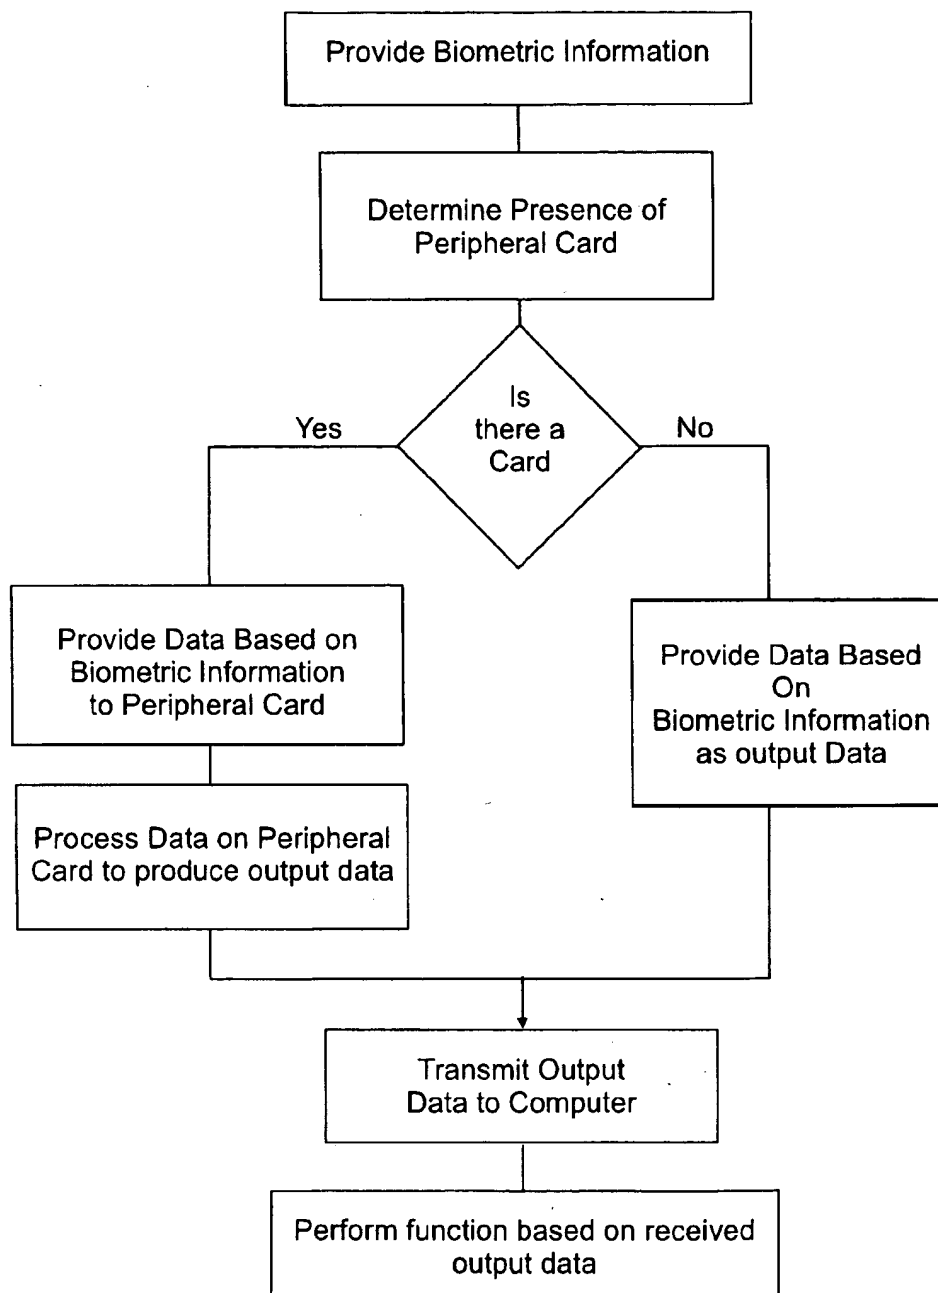 Provide Biometric Information
Determine Presence of
Peripheral Card
Is
there a
Card
Yes
No
Provide Data Based on
Biometric Information
to Peripheral Card
Provide Data Based
On
Biometric Information
as output Data
Process Data on Peripheral
Card to produce output data
Transmit Output
Data to Computer
Perform function based on received
output data